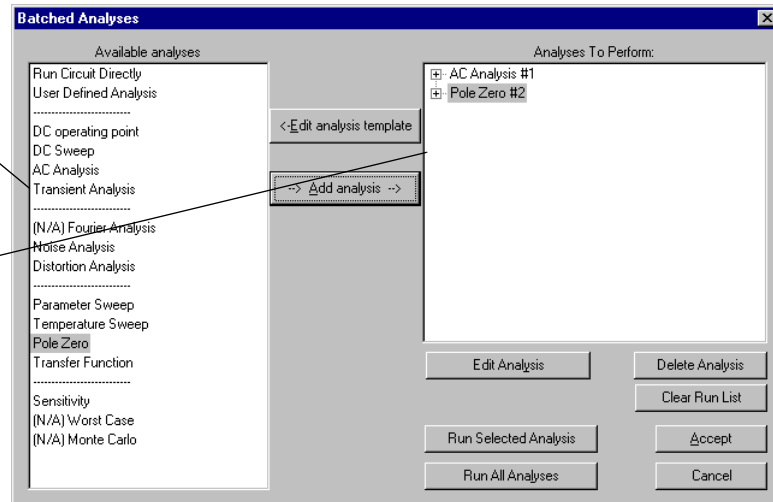 Batched Analyses
Available analyses
Run Circuit Directly
User Defined Analysis
----------------------------
DC operating point
DC Sweep
AC Analysis
Transient Analysis
----------------------------
(N/A) Fourier Analysis
Noise Analysis
Distortion Analysis
----------------------------
Parameter Sweep
Temperature Sweep
Pole Zero
Transfer Function
----------------------------
Sensitivity
(N/A) Worst Case
(N/A) Monte Carlo
<-Edit analysis template
--> Add analysis -->
Analyses To Perform:
AC Analysis #1
Pole Zero #2
Edit Analysis
Delete Analysis
Clear Run List
Run Selected Analysis
Accept
Run All Analyses
Cancel